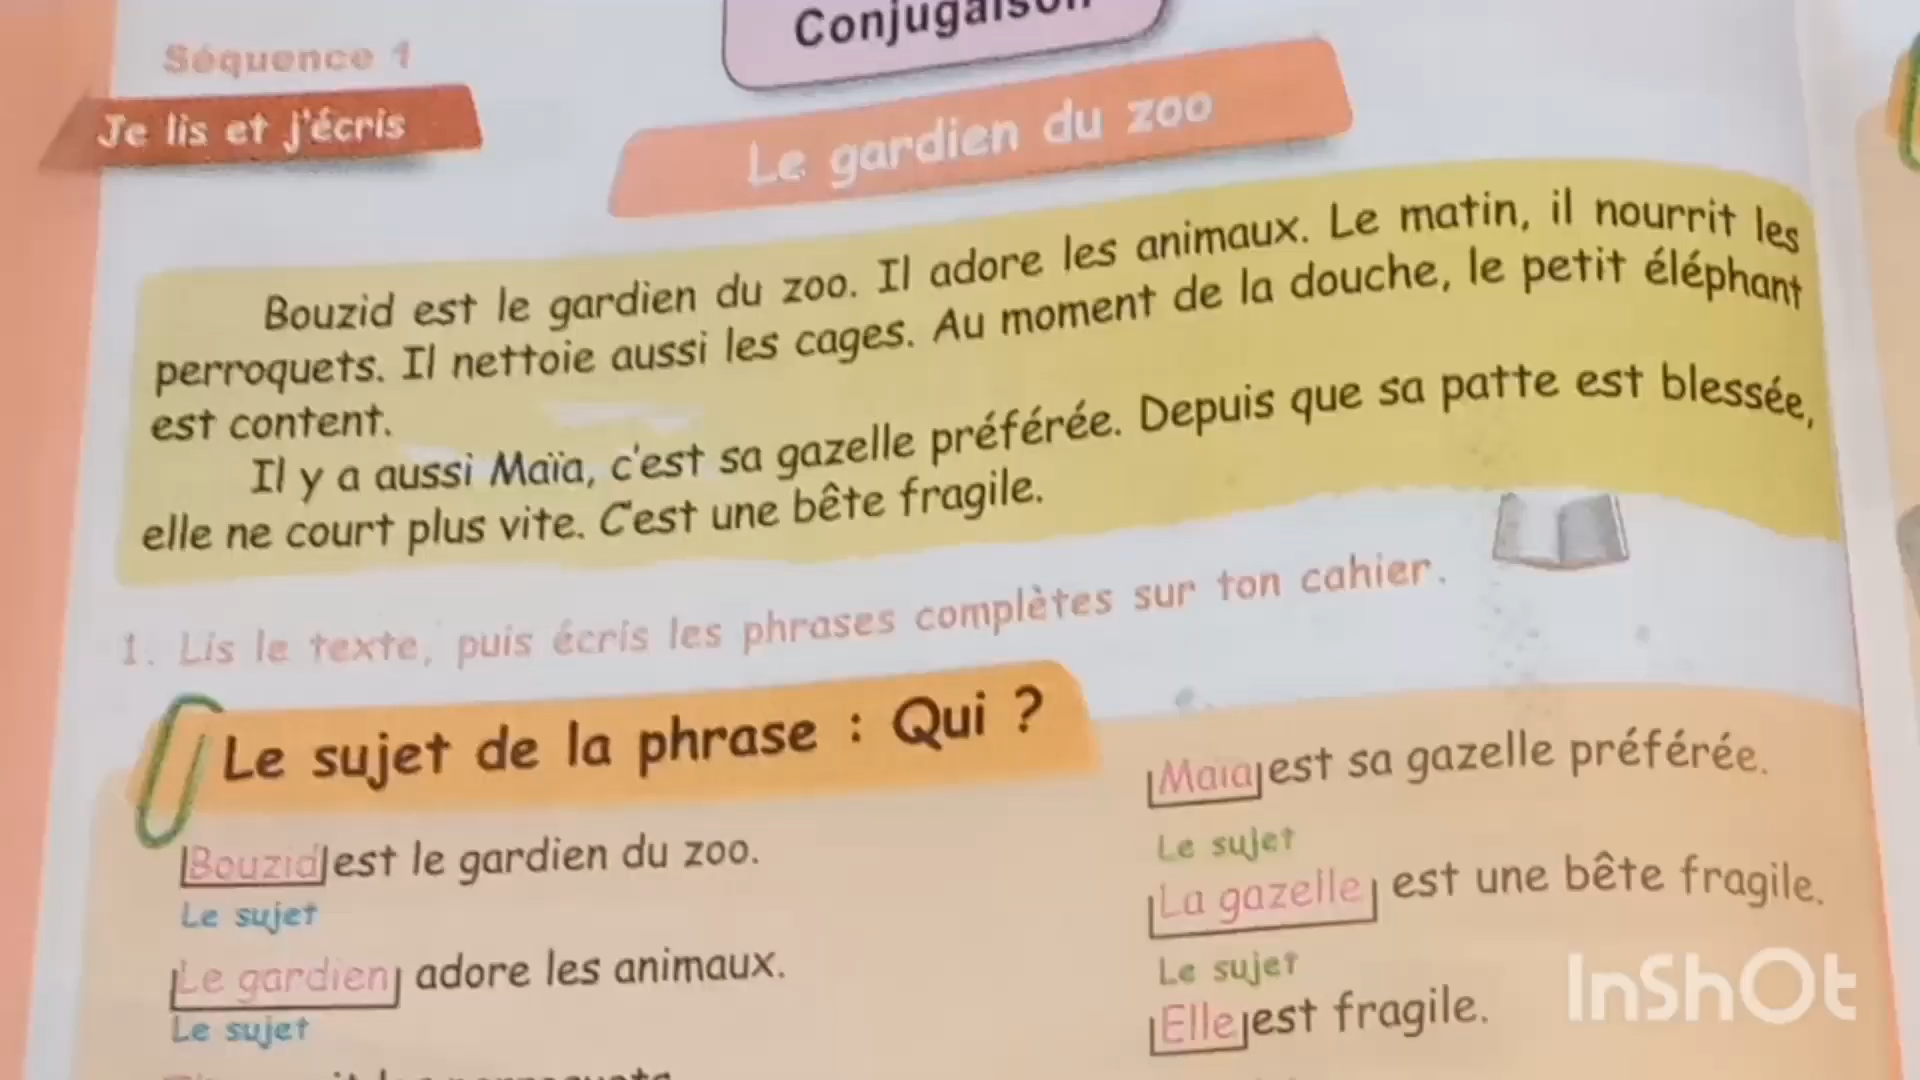 Conjugaison
Séquence 1
Je lis et j'écris
Le gardien du zoo
Bouzid est le gardien du zoo. Il adore les animaux. Le matin, il nourrit les
perroquets. Il nettoie aussi les cages. Au moment de la douche, le petit éléphant
est content.
Il y a aussi Maïa, c'est sa gazelle préférée. Depuis que sa patte est blessée,
elle ne court plus vite. C'est une bête fragile.
1. Lis le texte, puis écris les phrases complètes sur ton cahier.
Le sujet de la phrase : Qui ?
Bouzid est le gardien du zoo.
Le sujet
Le gardien adore les animaux.
Le sujet
Maïa est sa gazelle préférée.
Le sujet
La gazelle est une bête fragile.
Le sujet
Elle est fragile.
InShOt